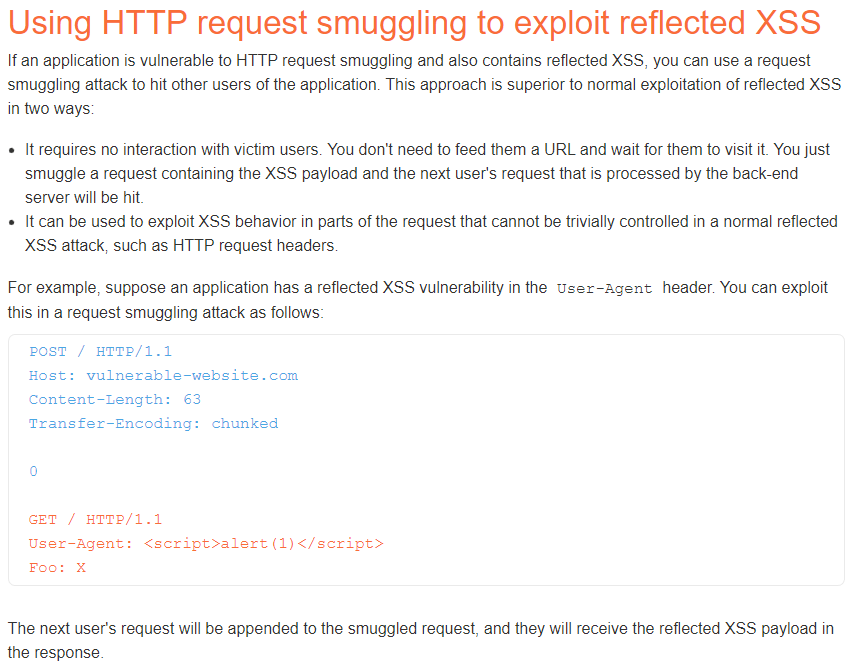 Using HTTP request smuggling to exploit reflected XSS
If an application is vulnerable to HTTP request smuggling and also contains reflected XSS, you can use a request
smuggling attack to hit other users of the application. This approach is superior to normal exploitation of reflected XSS
in two ways:
• It requires no interaction with victim users. You don't need to feed them a URL and wait for them to visit it. You just
smuggle a request containing the XSS payload and the next user's request that is processed by the back-end
server will be hit.
• It can be used to exploit XSS behavior in parts of the request that cannot be trivially controlled in a normal reflected
XSS attack, such as HTTP request headers.
For example, suppose an application has a reflected XSS vulnerability in the User-Agent header. You can exploit
this in a request smuggling attack as follows:
POST / HTTP/1.1
Host: vulnerable-website.com
Content-Length: 63
Transfer-Encoding: chunked
0
GET / HTTP/1.1
User-Agent: <script>alert(1)</script>
Foo: X
The next user's request will be appended to the smuggled request, and they will receive the reflected XSS payload in
the response.